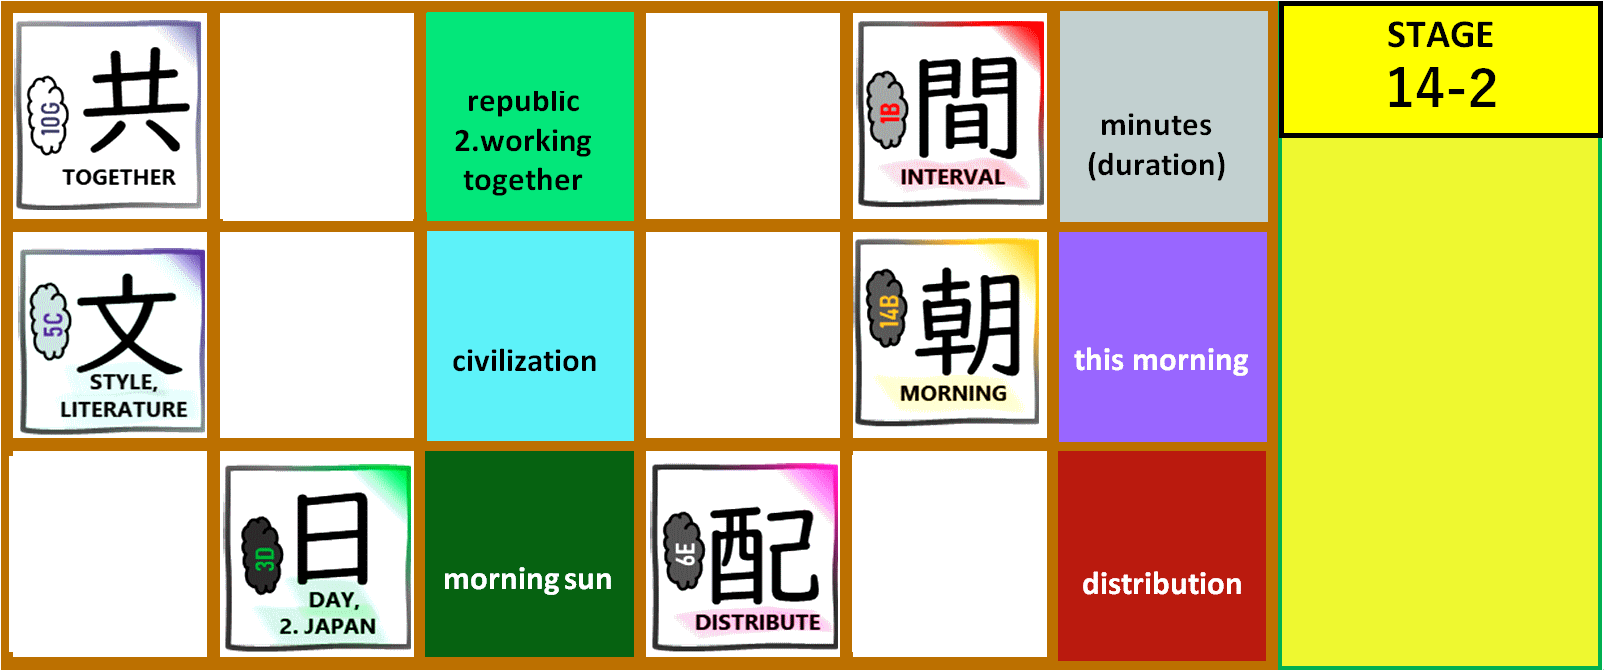 10G
共
TOGETHER
republic
2.working
together
1B
間
INTERVAL
minutes
(duration)
STAGE
14-2
5C
文
STYLE,
LITERATURE
civilization
14B
朝
MORNING
this morning
3D
日
DAY,
2. JAPAN
morning sun
6E
配
DISTRIBUTE
distribution